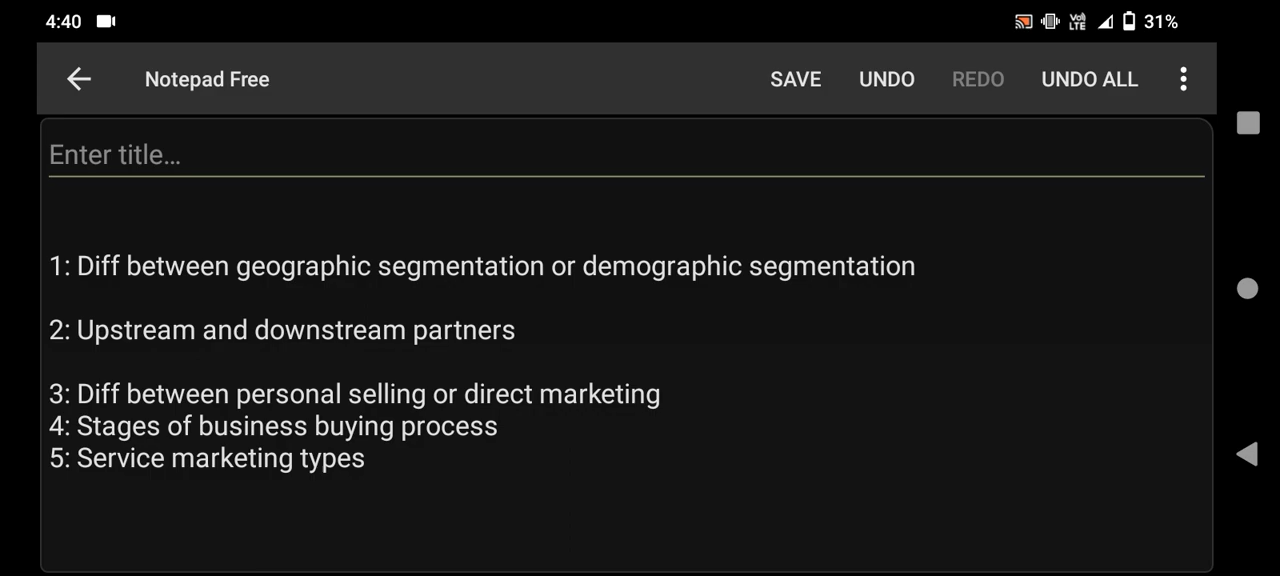 4:40 VoI LTE 31%
Notepad Free SAVE UNDO REDO UNDO ALL
Enter title...
1: Diff between geographic segmentation or demographic segmentation
2: Upstream and downstream partners
3: Diff between personal selling or direct marketing
4: Stages of business buying process
5: Service marketing types